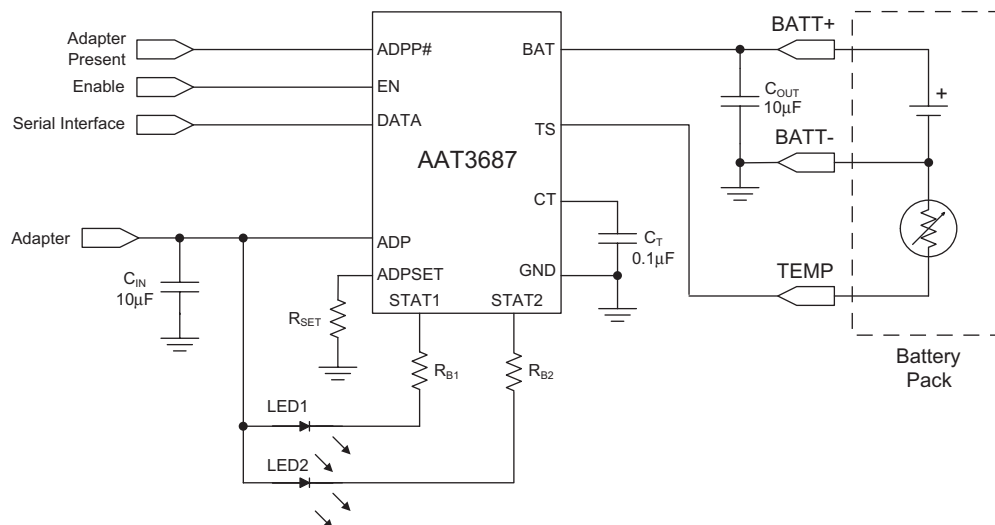 Adapter
Present
ADPP#
BAT
BATT+
Enable
EN
C_OUT
10µF
+
Serial Interface
DATA
TS
BATT-
AAT3687
CT
C_T
0.1µF
Adapter
ADP
C_IN
10µF
ADPSET
GND
TEMP
R_SET
STAT1
STAT2
R_B1
R_B2
Battery
Pack
LED1
LED2